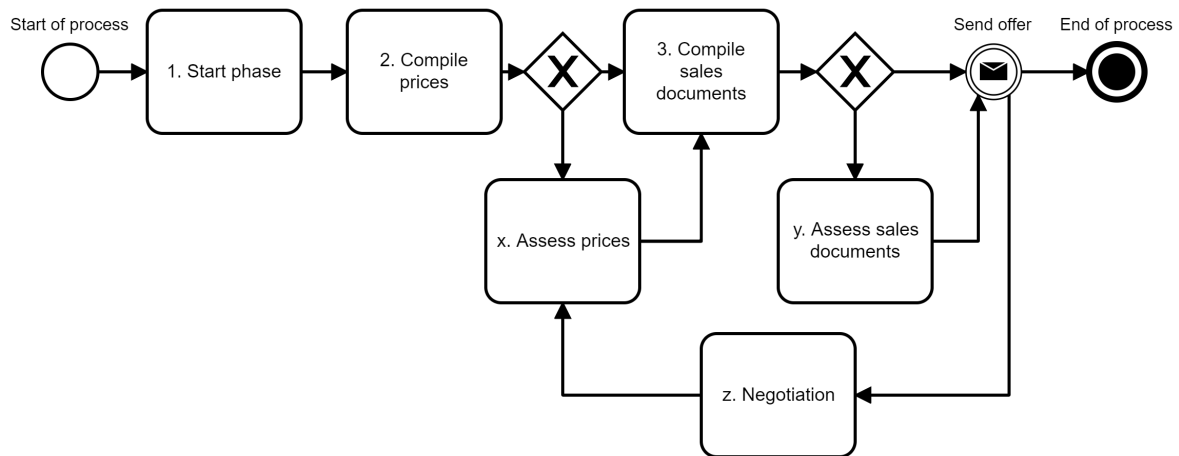 Start of process
1. Start phase
2. Compile
prices
X
3. Compile
sales
documents
X
Send offer
End of process
x. Assess prices
y. Assess sales
documents
z. Negotiation